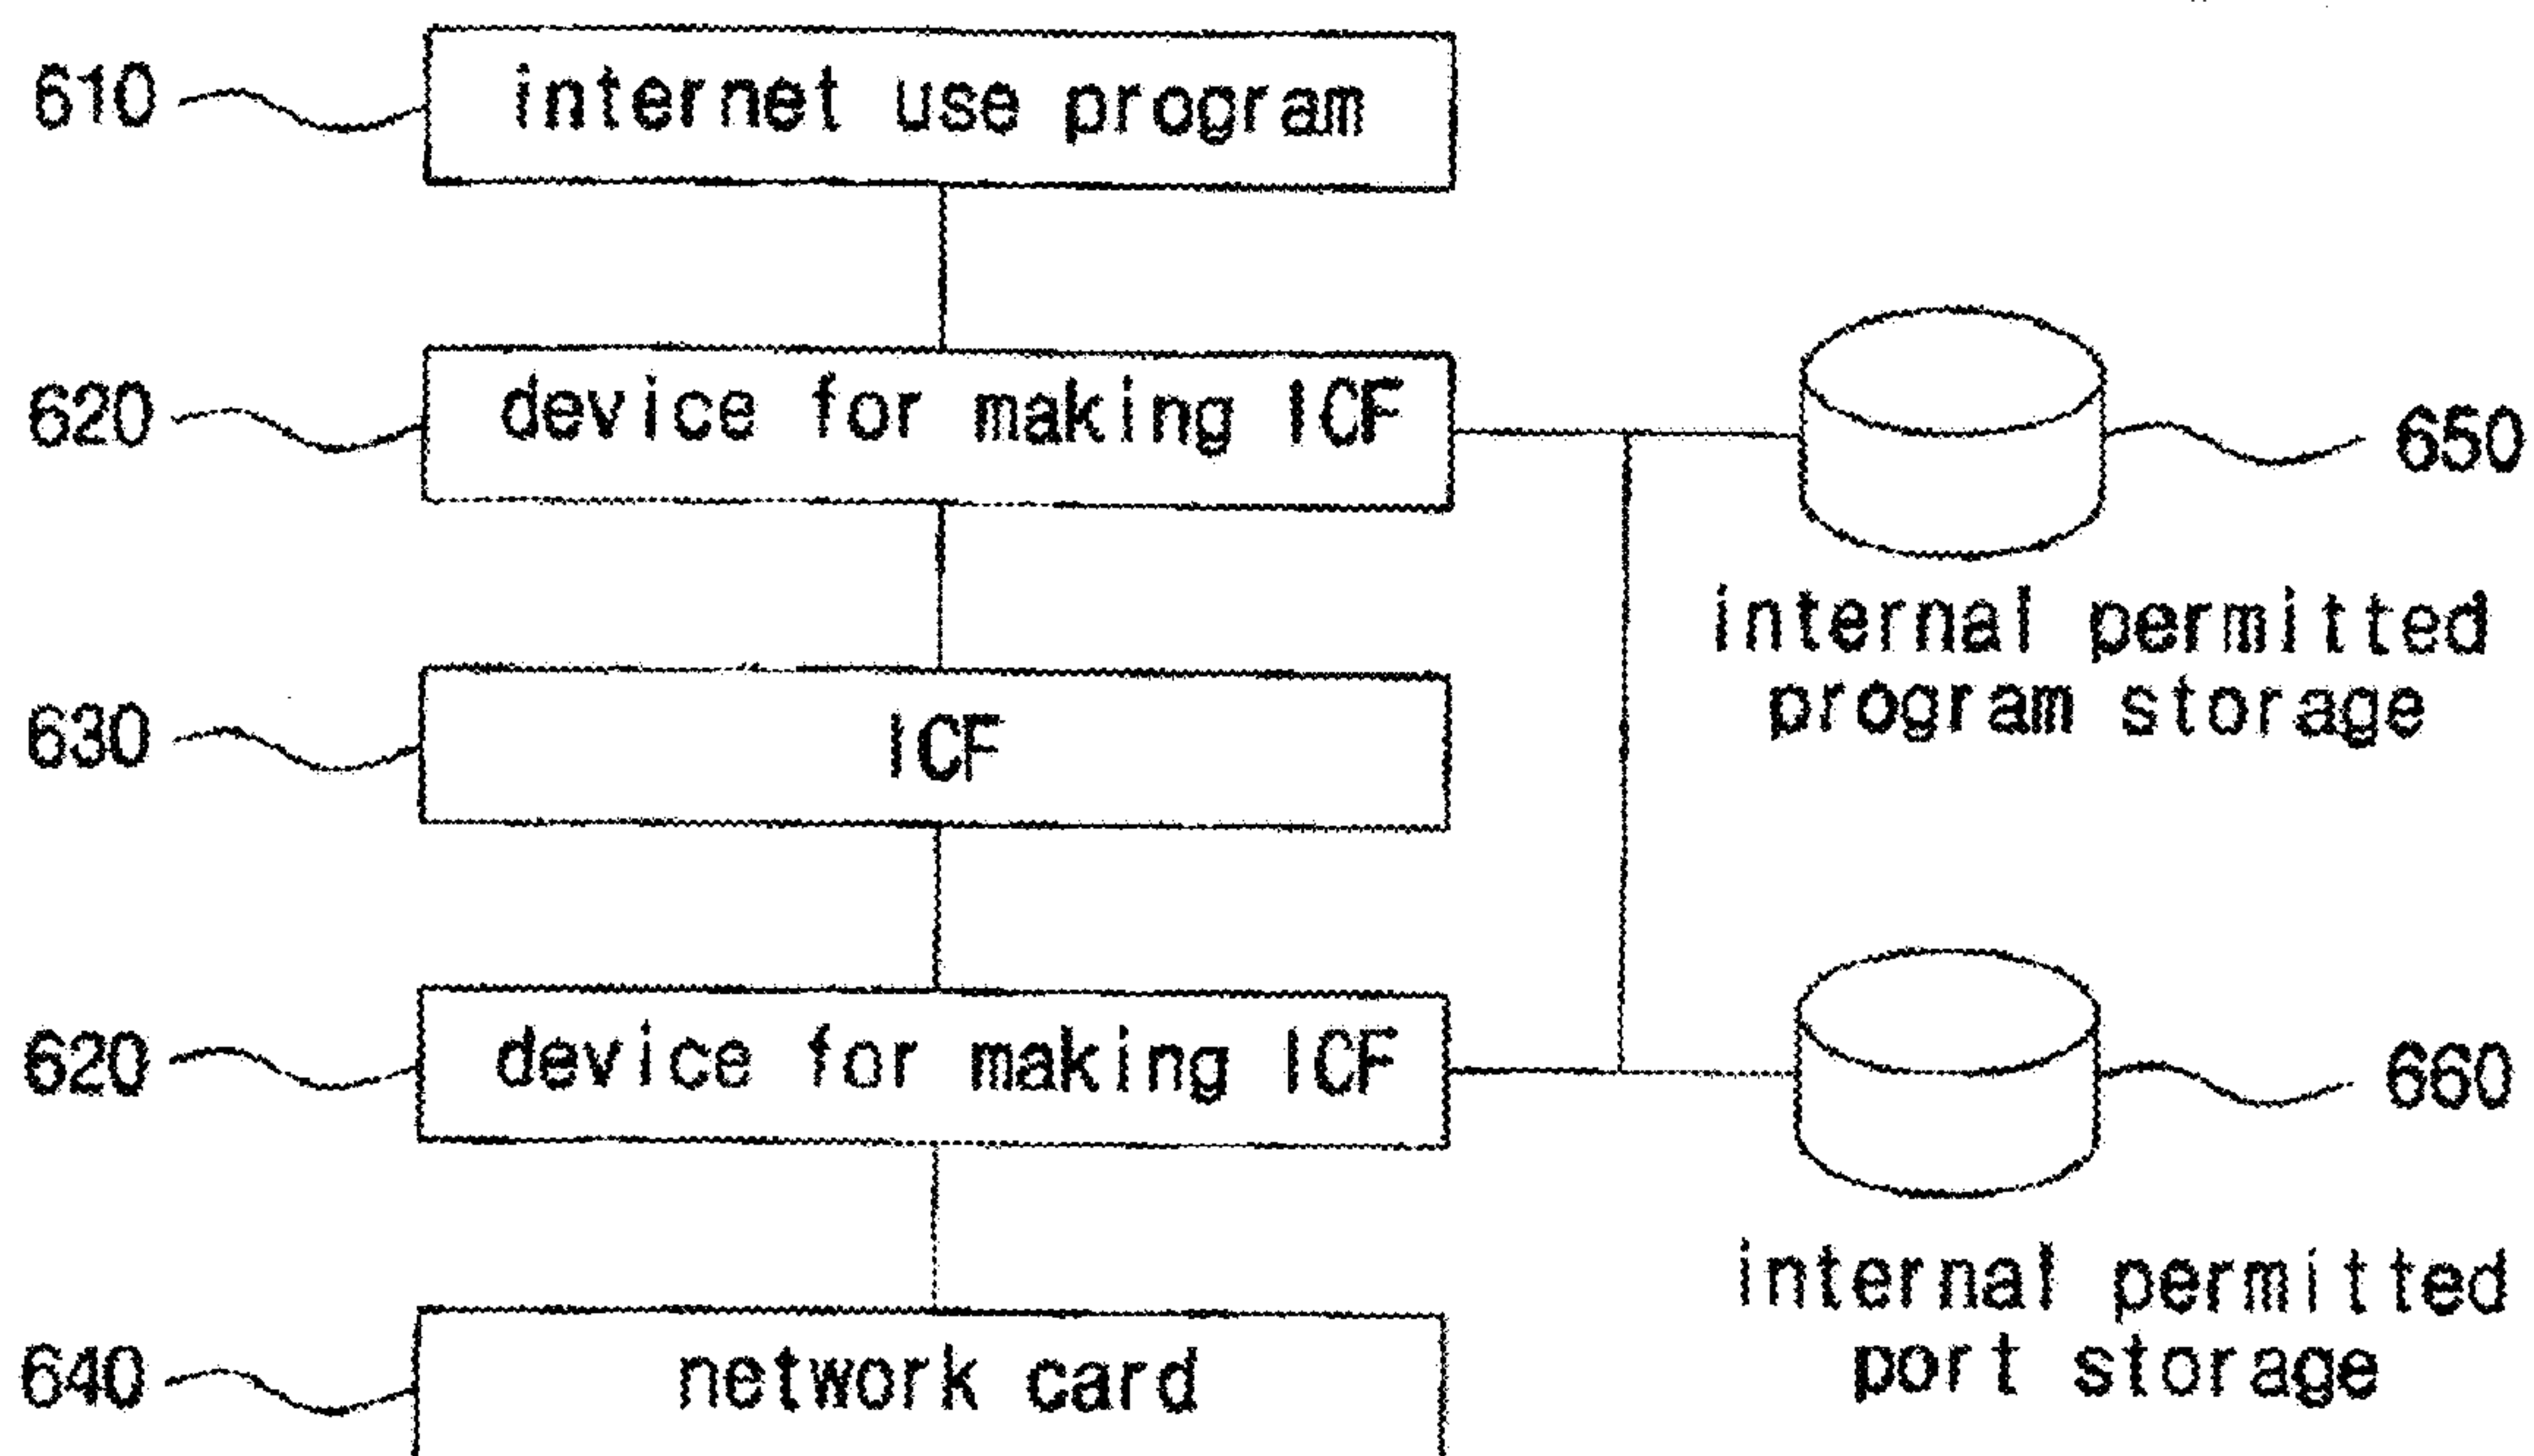 610 internet use program
620 device for making ICF
650
internal permitted
program storage
630 ICF
620 device for making ICF
660
internal permitted
port storage
640 network card